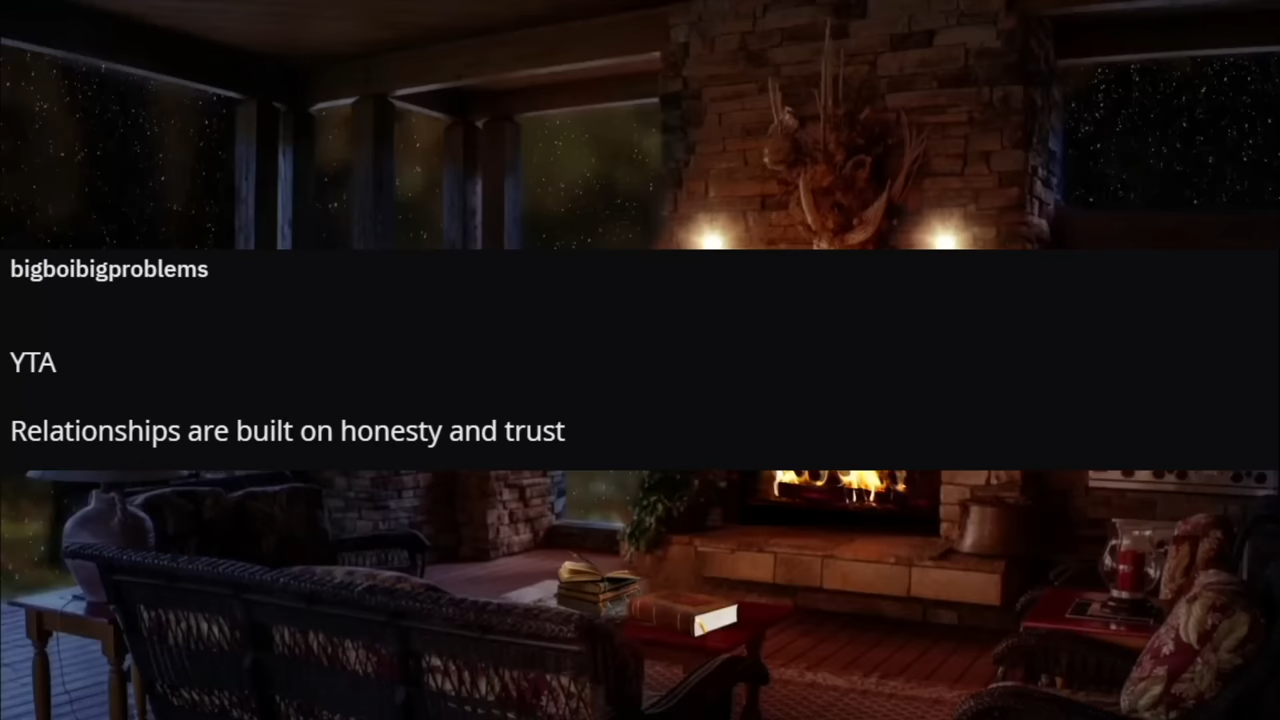 bigboibigproblems
YTA
Relationships are built on honesty and trust